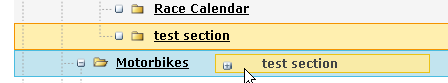 Race Calendar
test section
Motorbikes test section